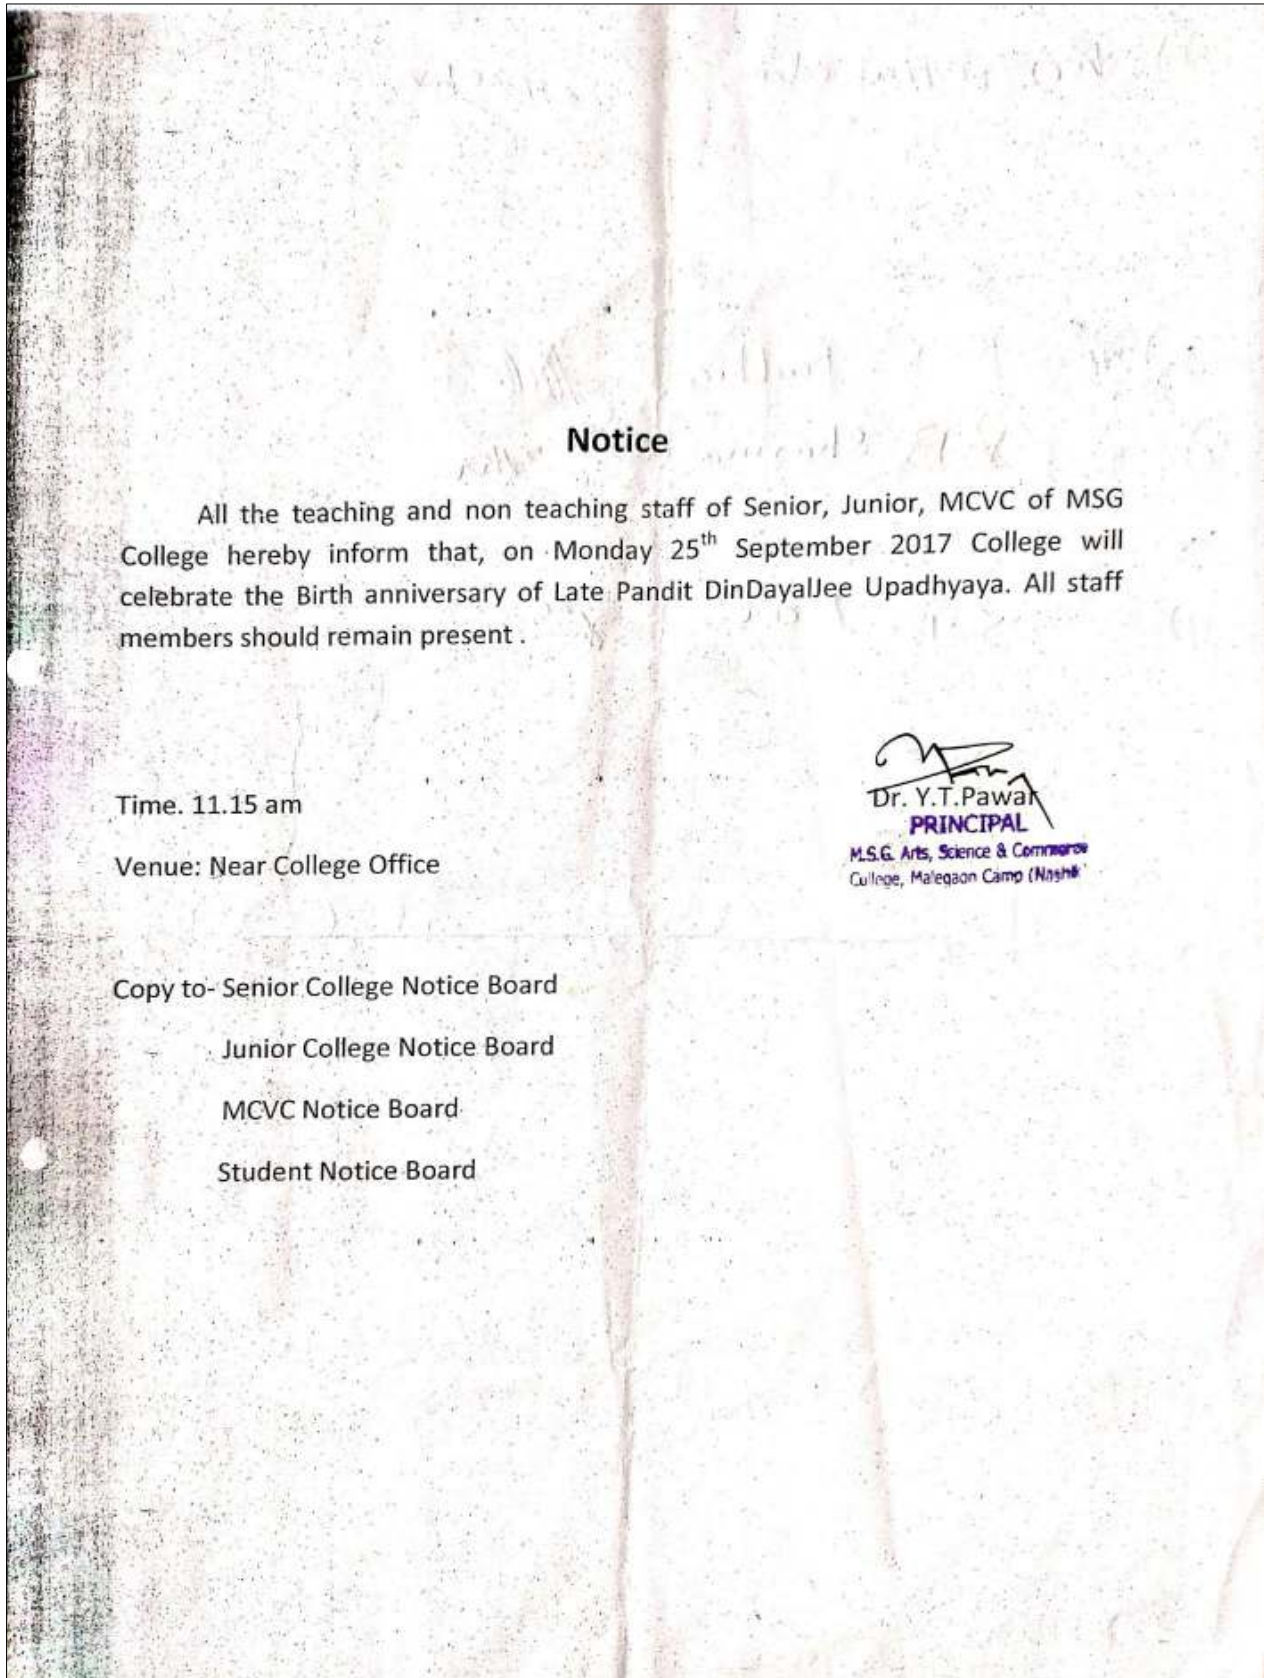 Notice
All the teaching and non teaching staff of Senior, Junior, MCVC of MSG
College hereby inform that, on Monday 25th September 2017 College will
celebrate the Birth anniversary of Late Pandit DinDayalJee Upadhyaya. All staff
members should remain present .
Dr. Y.T.Pawar
Time. 11.15 am
PRINCIPAL
M.S.G. Arts, Science & Commerce
Venue: Near College Office
College, Malegaon Camp (Nashik
Copy to- Senior College Notice Board
Junior College Notice Board
MCVC Notice Board
Student Notice Board